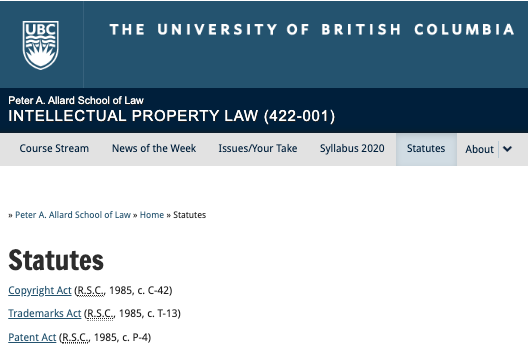 UBC
THE UNIVERSITY OF BRITISH COLUMBIA
Peter A. Allard School of Law
INTELLECTUAL PROPERTY LAW (422-001)
Course Stream News of the Week Issues/Your Take Syllabus 2020 Statutes About
» Peter A. Allard School of Law » Home » Statutes
Statutes
Copyright Act (R.S.C., 1985, c. C-42)
Trademarks Act (R.S.C., 1985, c. T-13)
Patent Act (R.S.C., 1985, c. P-4)